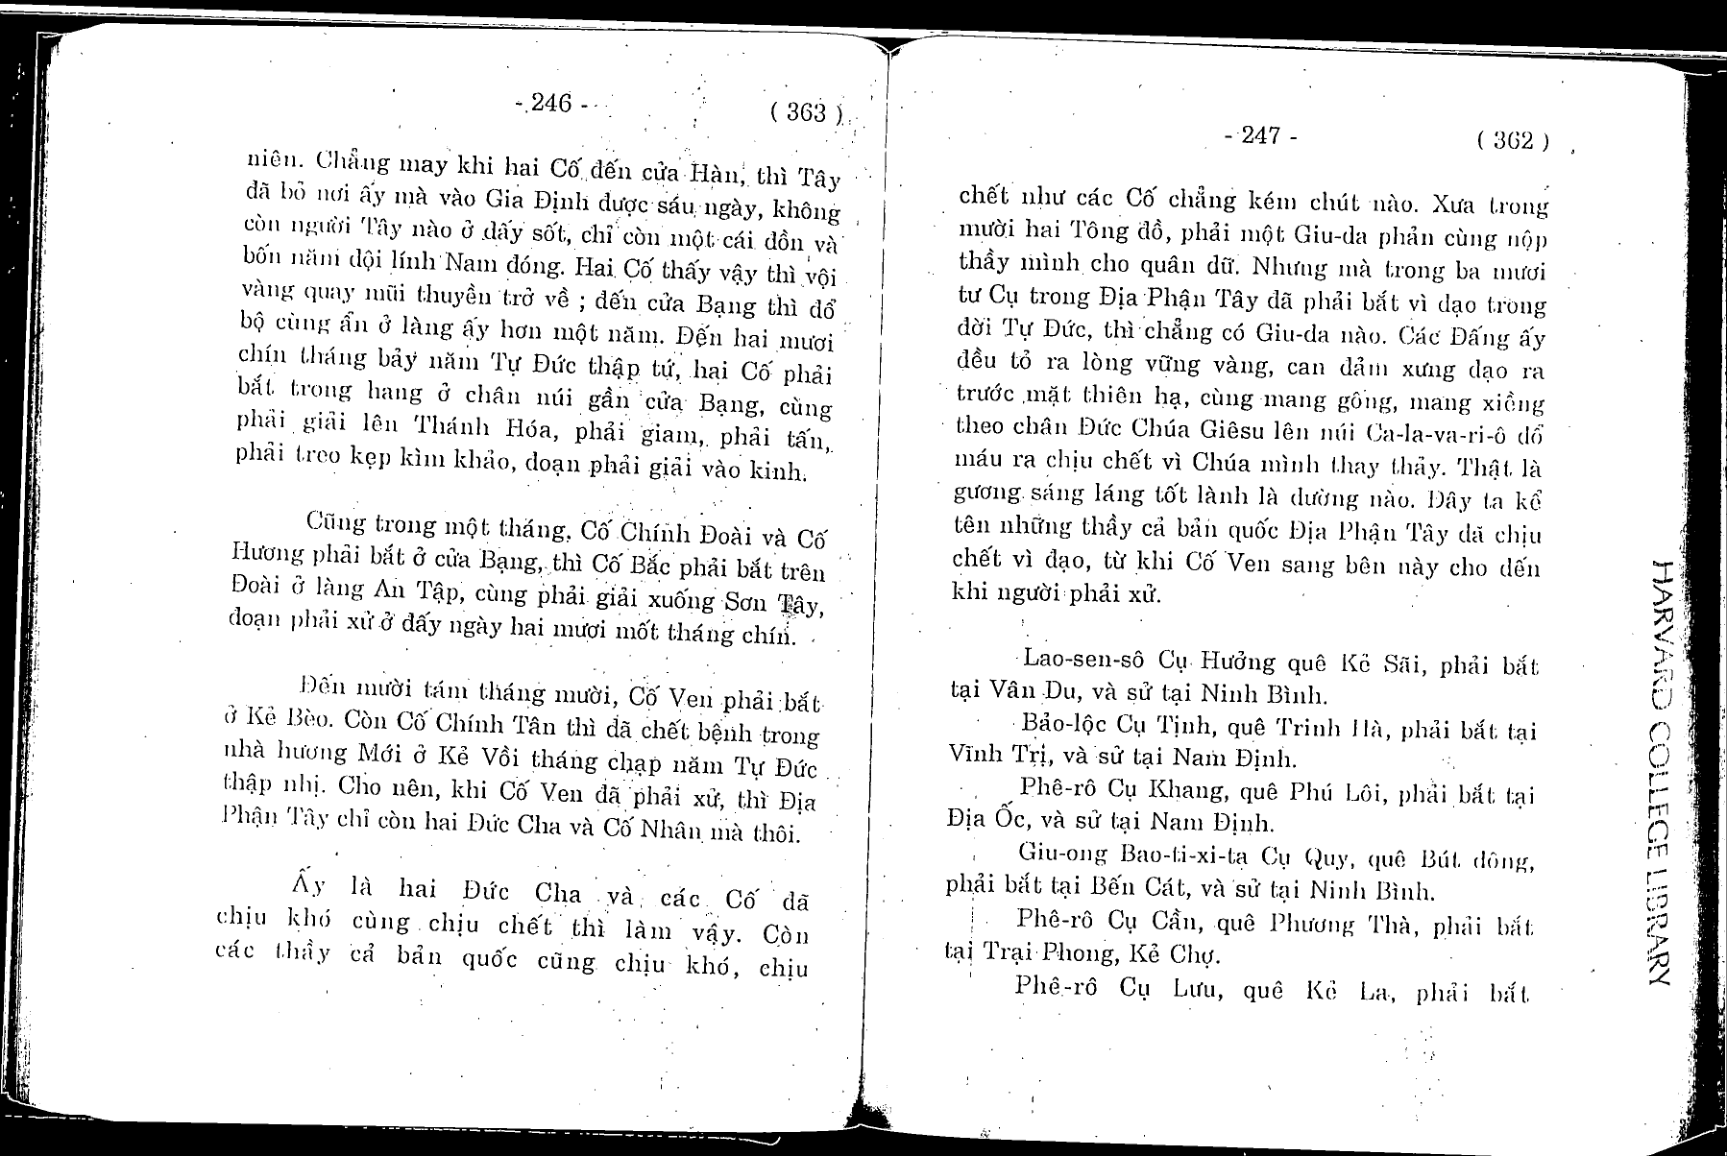 - 246 -
( 363 )
niên. Chẳng may khi hai Cố đến cửa Hàn, thì Tây
đã bỏ nơi ấy mà vào Gia Định được sáu ngày, không
còn người Tây nào ở đấy sốt, chỉ còn một cái đồn và
bốn năm đội lính Nam đóng. Hai Cố thấy vậy thì vội
vàng quay mũi thuyền trở về ; đến cửa Bạng thì đổ
bộ cùng ẩn ở làng ấy hơn một năm. Đến hai mươi
chín tháng bảy năm Tự Đức thập tứ, hai Cố phải
bắt trong hang ở chân núi gần cửa Bạng, cùng
phải giải lên Thánh Hóa, phải giam, phải tấn,
phải treo kẹp kìm khảo, đoạn phải giải vào kinh.
Cũng trong một tháng, Cố Chính Đoài và Cố
Hương phải bắt ở cửa Bạng, thì Cố Bắc phải bắt trên
Đoài ở làng An Tập, cùng phải giải xuống Sơn Tây,
đoạn phải xử ở đấy ngày hai mươi mốt tháng chín.
Đến mười tám tháng mười, Cố Ven phải bắt
ở Kẻ Bèo. Còn Cố Chính Tân thì đã chết bệnh trong
nhà hương Mới ở Kẻ Vồi tháng chạp năm Tự Đức
thập nhị. Cho nên, khi Cố Ven đã phải xử, thì Địa
Phận Tây chỉ còn hai Đức Cha và Cố Nhân mà thôi.
Ấy là hai Đức Cha và các Cố đã
chịu khó cùng chịu chết thì làm vậy. Còn
các thầy cả bản quốc cũng chịu khó, chịu
- 247 -
( 362 )
chết như các Cố chẳng kém chút nào. Xưa trong
mười hai Tông đồ, phải một Giu-da phản cùng nộp
thầy mình cho quân dữ. Nhưng mà trong ba mươi
tư Cụ trong Địa Phận Tây đã phải bắt vì đạo trong
đời Tự Đức, thì chẳng có Giu-da nào. Các Đấng ấy
đều tỏ ra lòng vững vàng, can đảm xưng đạo ra
trước mặt thiên hạ, cùng mang gông, mang xiềng
theo chân Đức Chúa Giêsu lên núi Ca-la-va-ri-ô đổ
máu ra chịu chết vì Chúa mình thay thảy. Thật là
gương sáng láng tốt lành là dường nào. Đây ta kể
tên những thầy cả bản quốc Địa Phận Tây đã chịu
chết vì đạo, từ khi Cố Ven sang bên này cho đến
khi người phải xử.
Lao-sen-sô Cụ Hưởng quê Kẻ Sãi, phải bắt
tại Vân Du, và sử tại Ninh Bình.
Bảo-lộc Cụ Tịnh, quê Trinh Hà, phải bắt tại
Vĩnh Trị, và sử tại Nam Định.
Phê-rô Cụ Khang, quê Phú Lôi, phải bắt tại
Địa Ốc, và sử tại Nam Định.
Giu-ong Bao-ti-xi-ta Cụ Quy, quê Bút đông,
phải bắt tại Bến Cát, và sử tại Ninh Bình.
Phê-rô Cụ Cần, quê Phương Thà, phải bắt
tại Trại Phong, Kẻ Chợ.
Phê-rô Cụ Lưu, quê Kẻ La, phải bắt
HARVARD COLLEGE LIBRARY